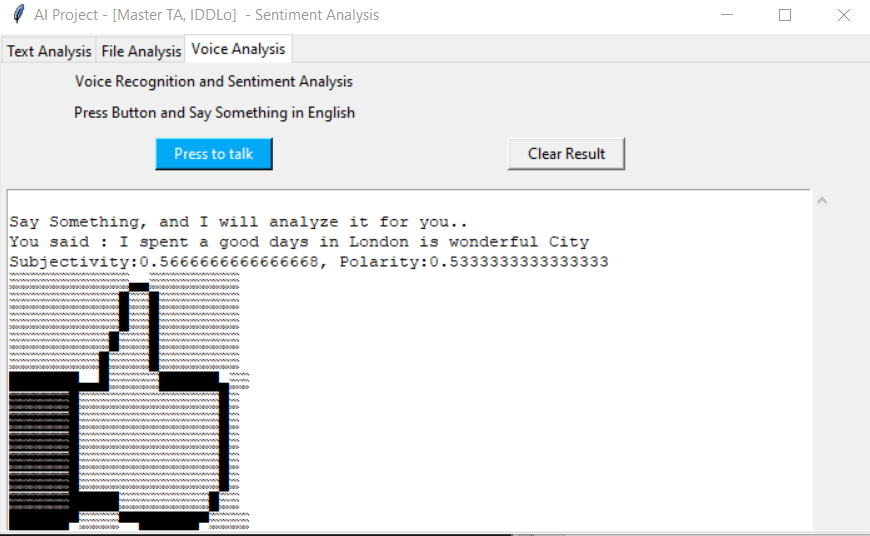 AI Project - [Master TA, IDDLo]  - Sentiment Analysis
Text Analysis File Analysis Voice Analysis
Voice Recognition and Sentiment Analysis
Press Button and Say Something in English
Press to talk Clear Result
Say Something, and I will analyze it for you..
You said : I spent a good days in London is wonderful City
Subjectivity:0.5666666666666668, Polarity:0.5333333333333333